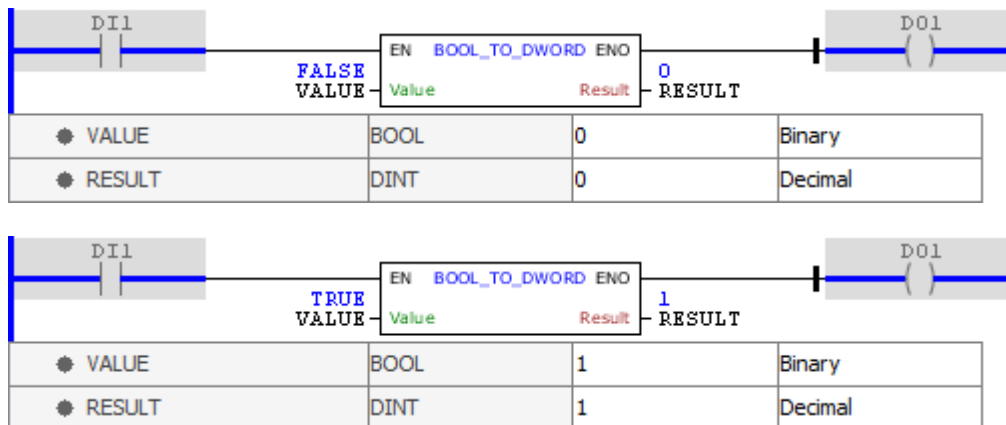 DI1 DO1
EN BOOL_TO_DWORD ENO
FALSE 0
VALUE Value Result RESULT
VALUE BOOL 0 Binary
RESULT DINT 0 Decimal
DI1 DO1
EN BOOL_TO_DWORD ENO
TRUE 1
VALUE Value Result RESULT
VALUE BOOL 1 Binary
RESULT DINT 1 Decimal